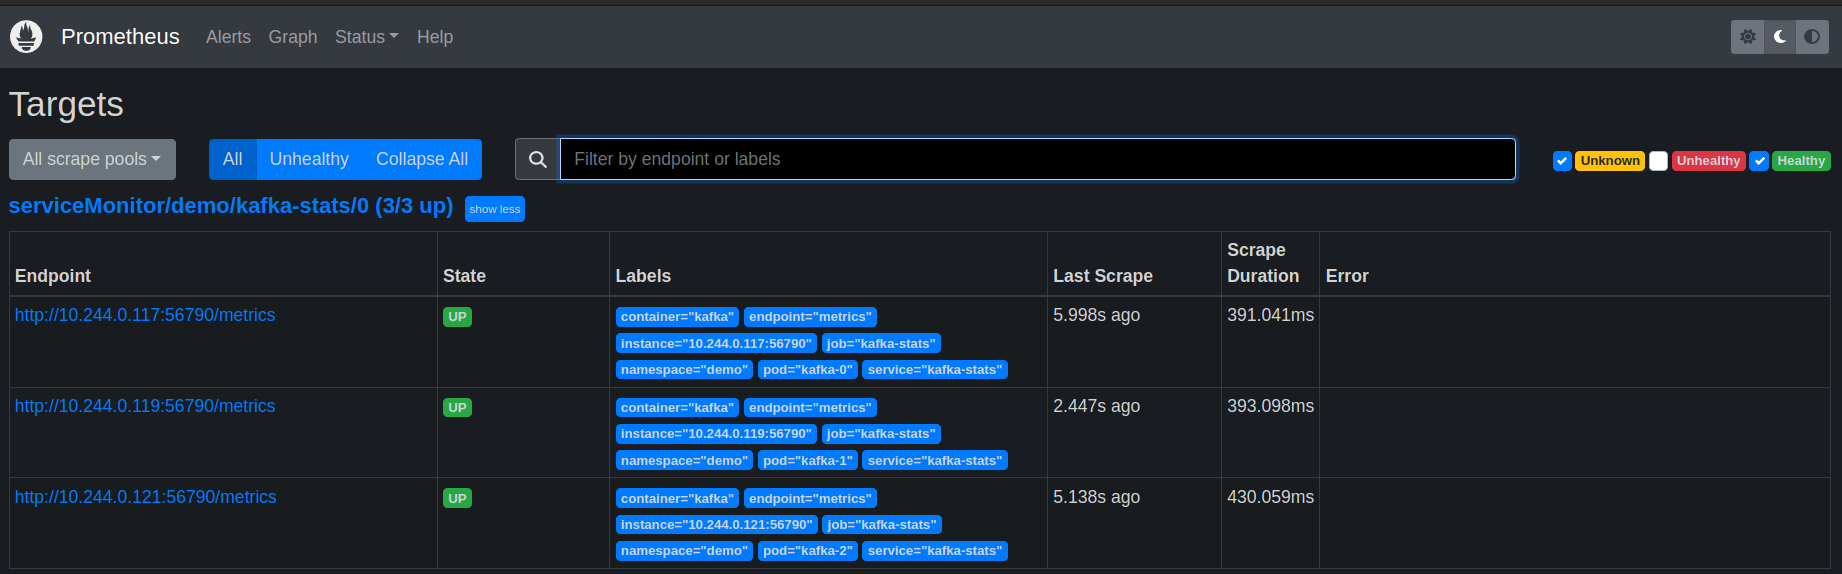 Prometheus Alerts Graph Status Help
Targets
All scrape pools All Unhealthy Collapse All Filter by endpoint or labels Unknown Unhealthy Healthy
serviceMonitor/demo/kafka-stats/0 (3/3 up) show less
Endpoint State Labels Last Scrape Scrape Duration Error
http://10.244.0.117:56790/metrics UP container="kafka" endpoint="metrics" 5.998s ago 391.041ms
instance="10.244.0.117:56790" job="kafka-stats"
namespace="demo" pod="kafka-0" service="kafka-stats"
http://10.244.0.119:56790/metrics UP container="kafka" endpoint="metrics" 2.447s ago 393.098ms
instance="10.244.0.119:56790" job="kafka-stats"
namespace="demo" pod="kafka-1" service="kafka-stats"
http://10.244.0.121:56790/metrics UP container="kafka" endpoint="metrics" 5.138s ago 430.059ms
instance="10.244.0.121:56790" job="kafka-stats"
namespace="demo" pod="kafka-2" service="kafka-stats"